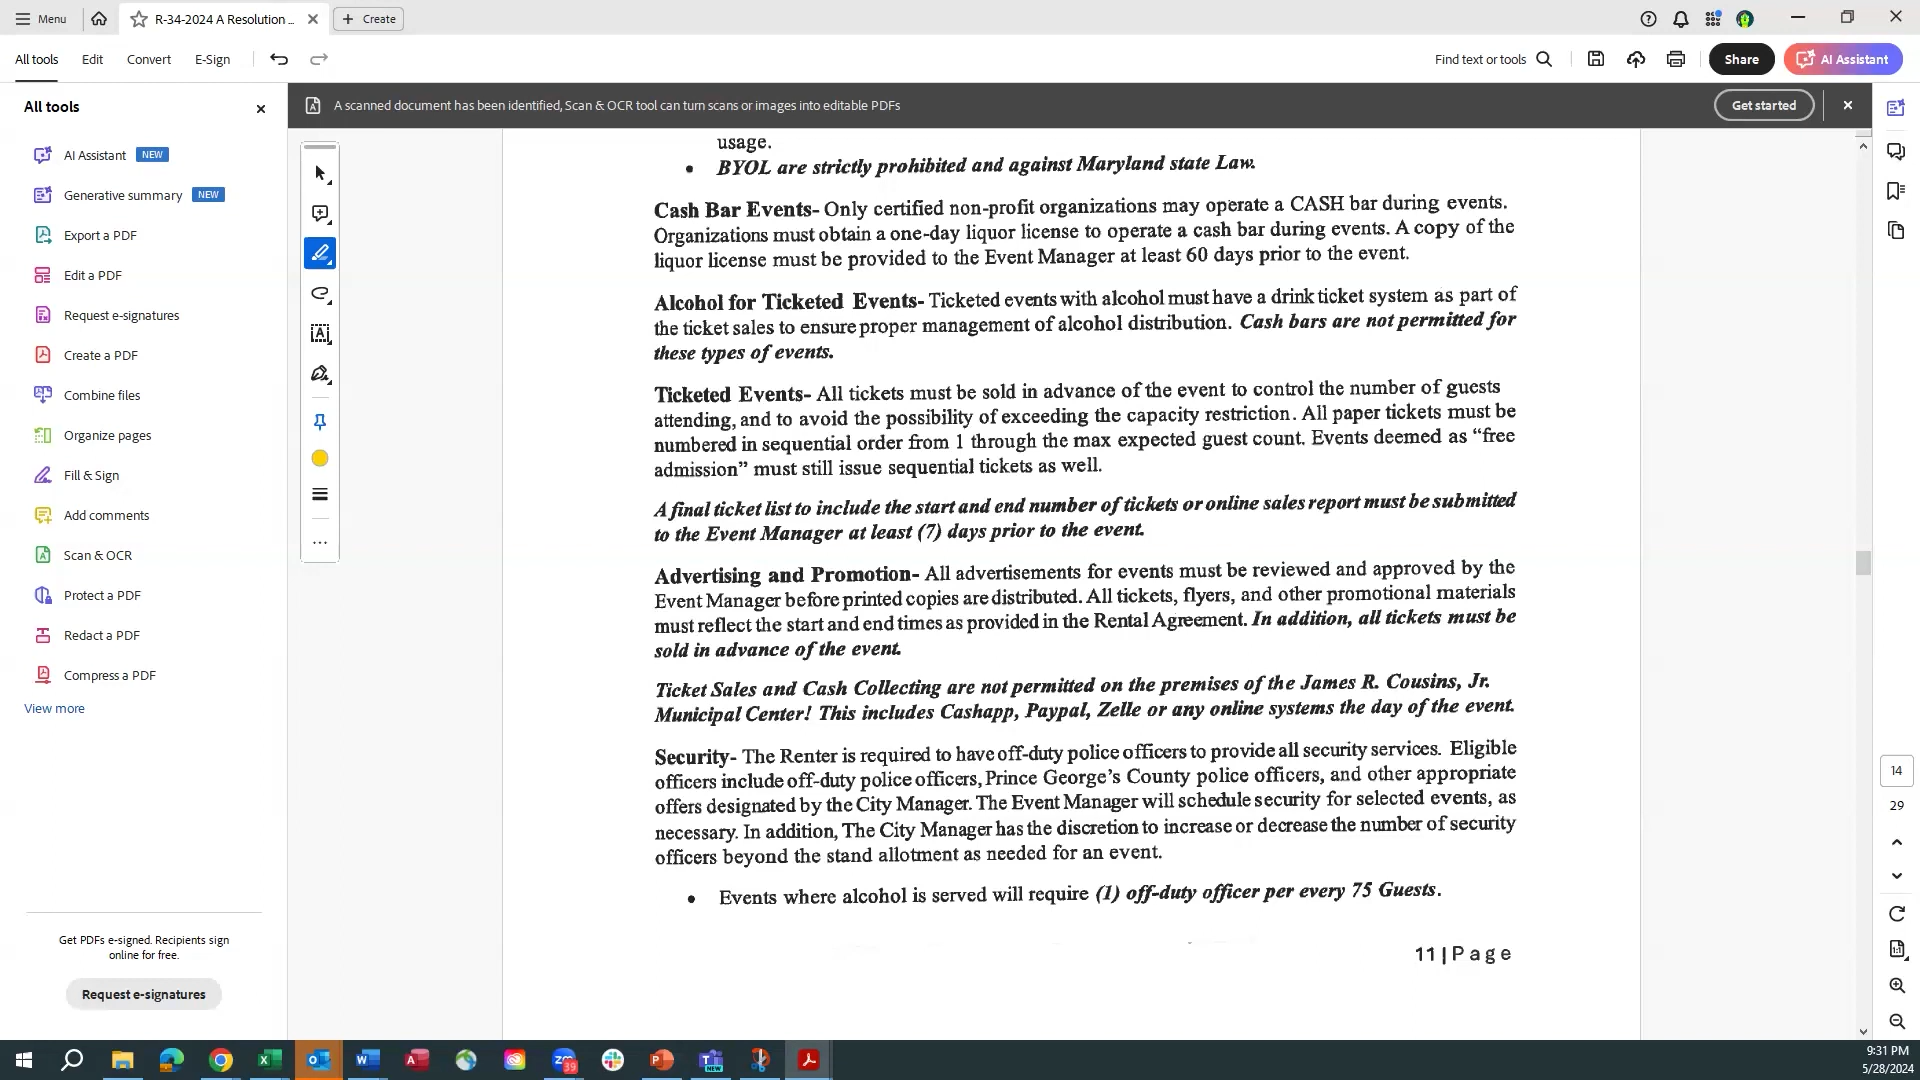 Menu
R-34-2024 A Resolution ...
Create
All tools
Edit
Convert
E-Sign
Find text or tools
Share
AI Assistant
All tools
A scanned document has been identified, Scan & OCR tool can turn scans or images into editable PDFs
Get started
AI Assistant NEW
Generative summary NEW
Export a PDF
Edit a PDF
Request e-signatures
Create a PDF
Combine files
Organize pages
Fill & Sign
Add comments
Scan & OCR
Protect a PDF
Redact a PDF
Compress a PDF
View more
Get PDFs e-signed. Recipients sign
online for free.
Request e-signatures
usage.
• BYOL are strictly prohibited and against Maryland state Law.
Cash Bar Events- Only certified non-profit organizations may operate a CASH bar during events.
Organizations must obtain a one-day liquor license to operate a cash bar during events. A copy of the
liquor license must be provided to the Event Manager at least 60 days prior to the event.
Alcohol for Ticketed Events- Ticketed events with alcohol must have a drink ticket system as part of
the ticket sales to ensure proper management of alcohol distribution. Cash bars are not permitted for
these types of events.
Ticketed Events- All tickets must be sold in advance of the event to control the number of guests
attending, and to avoid the possibility of exceeding the capacity restriction. All paper tickets must be
numbered in sequential order from 1 through the max expected guest count. Events deemed as “free
admission” must still issue sequential tickets as well.
A final ticket list to include the start and end number of tickets or online sales report must be submitted
to the Event Manager at least (7) days prior to the event.
Advertising and Promotion- All advertisements for events must be reviewed and approved by the
Event Manager before printed copies are distributed. All tickets, flyers, and other promotional materials
must reflect the start and end times as provided in the Rental Agreement. In addition, all tickets must be
sold in advance of the event.
Ticket Sales and Cash Collecting are not permitted on the premises of the James R. Cousins, Jr.
Municipal Center! This includes Cashapp, Paypal, Zelle or any online systems the day of the event.
Security- The Renter is required to have off-duty police officers to provide all security services. Eligible
officers include off-duty police officers, Prince George’s County police officers, and other appropriate
offers designated by the City Manager. The Event Manager will schedule security for selected events, as
necessary. In addition, The City Manager has the discretion to increase or decrease the number of security
officers beyond the stand allotment as needed for an event.
• Events where alcohol is served will require (1) off-duty officer per every 75 Guests.
11 | Page
14
29
39
NEW
9:31 PM
5/28/2024